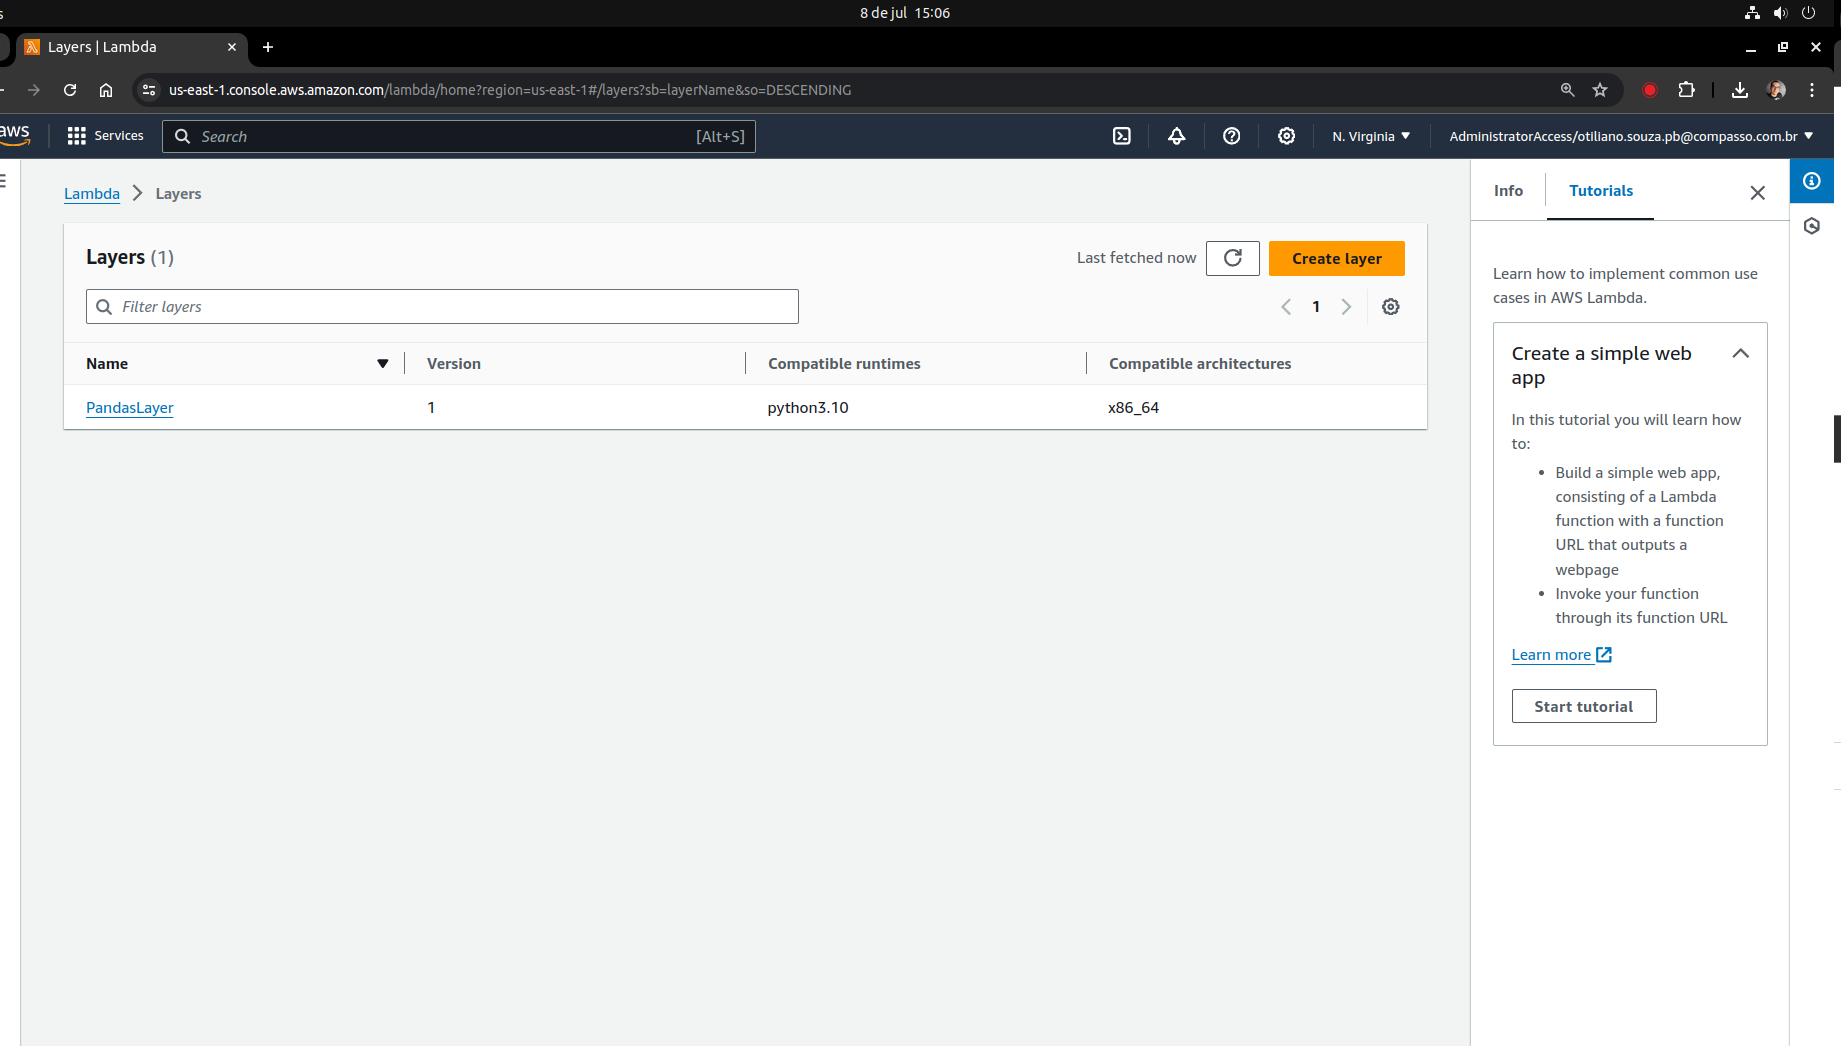 8 de jul 15:06
Layers | Lambda
us-east-1.console.aws.amazon.com/lambda/home?region=us-east-1#/layers?sb=layerName&so=DESCENDING
aws
Services
Search
[Alt+S]
N. Virginia
AdministratorAccess/otiliano.souza.pb@compasso.com.br
Lambda
Layers
Info
Tutorials
Layers (1)
Last fetched now
Create layer
Filter layers
1
Name
Version
Compatible runtimes
Compatible architectures
PandasLayer
1
python3.10
x86_64
Learn how to implement common use
cases in AWS Lambda.
Create a simple web
app
In this tutorial you will learn how
to:
• Build a simple web app,
consisting of a Lambda
function with a function
URL that outputs a
webpage
• Invoke your function
through its function URL
Learn more
Start tutorial